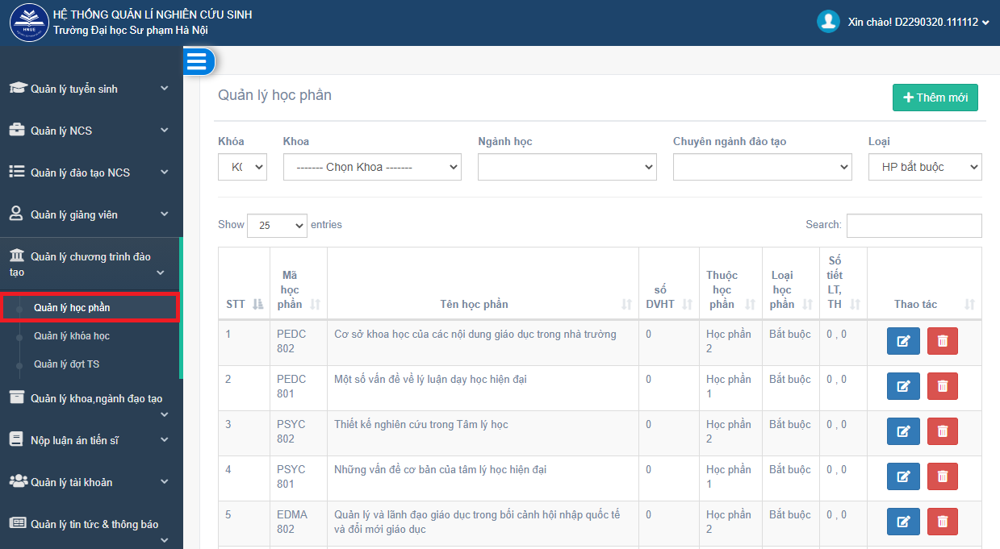 HỆ THỐNG QUẢN LÍ NGHIÊN CỨU SINH
Trường Đại học Sư phạm Hà Nội
HNUE
Xin chào! D2290320.111112
Quản lý tuyển sinh
Quản lý NCS
Quản lý đào tạo NCS
Quản lý giảng viên
Quản lý chương trình đào
tạo
Quản lý học phần
Quản lý khóa học
Quản lý đợt TS
Quản lý khoa,ngành đạo tạo
Nộp luận án tiến sĩ
Quản lý tài khoản
Quản lý tin tức & thông báo
Quản lý học phần
Thêm mới
Khóa Khoa Ngành học Chuyên ngành đào tạo Loại
------- Chọn Khoa ------- HP bắt buộc
Show 25 entries Search:
STT Mã học phần Tên học phần số DVHT Thuộc học phần Loại học phần Số tiết LT, TH Thao tác
1 PEDC 802 Cơ sở khoa học của các nội dung giáo dục trong nhà trường 0 Học phần 2 Bắt buộc 0 , 0
2 PEDC 801 Một số vấn đề về lý luận dạy học hiện đại 0 Học phần 1 Bắt buộc 0 , 0
3 PSYC 802 Thiết kế nghiên cứu trong Tâm lý học 0 Học phần 2 Bắt buộc 0 , 0
4 PSYC 801 Những vấn đề cơ bản của tâm lý học hiện đại 0 Học phần 1 Bắt buộc 0 , 0
5 EDMA 802 Quản lý và lãnh đạo giáo dục trong bối cảnh hội nhập quốc tế và đổi mới giáo dục 0 Học phần 2 Bắt buộc 0 , 0